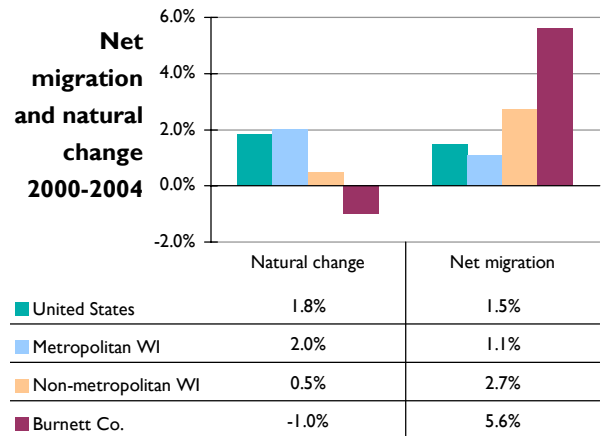 Net
migration
and natural
change
2000-2004
6.0%
4.0%
2.0%
0.0%
-2.0%
Natural change Net migration
United States 1.8% 1.5%
Metropolitan WI 2.0% 1.1%
Non-metropolitan WI 0.5% 2.7%
Burnett Co. -1.0% 5.6%